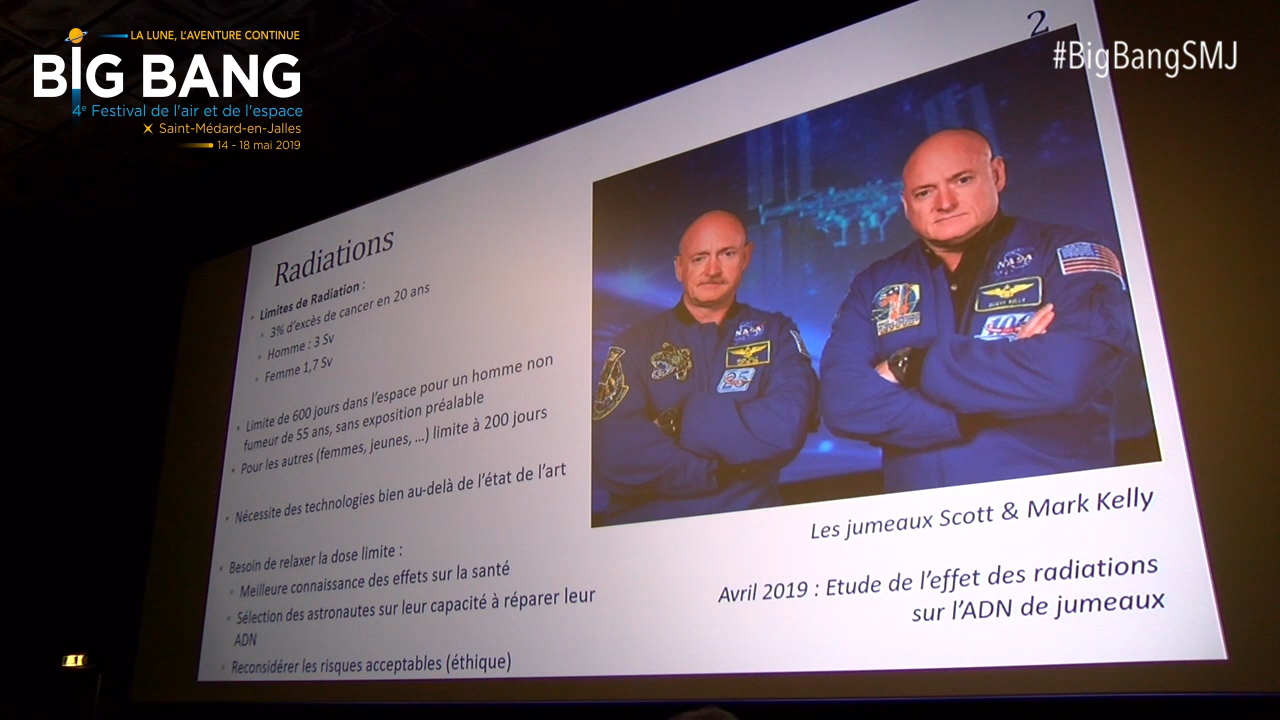 LA LUNE, L'AVENTURE CONTINUE
BIG BANG
4e Festival de l'air et de l'espace
Saint-Médard-en-Jalles
14 - 18 mai 2019
#BigBangSMJ
2
Radiations
Limites de Radiation :
3% d'excès de cancer en 20 ans
Homme : 3 Sv
Femme 1,7 Sv
Limite de 600 jours dans l'espace pour un homme non
fumeur de 55 ans, sans exposition préalable
Pour les autres (femmes, jeunes, ...) limite à 200 jours
Nécessite des technologies bien au-delà de l'état de l'art
Besoin de relaxer la dose limite :
Meilleure connaissance des effets sur la santé
Sélection des astronautes sur leur capacité à réparer leur
ADN
Reconsidérer les risques acceptables (éthique)
NASA
NASA
Les jumeaux Scott & Mark Kelly
Avril 2019 : Etude de l'effet des radiations
sur l'ADN de jumeaux